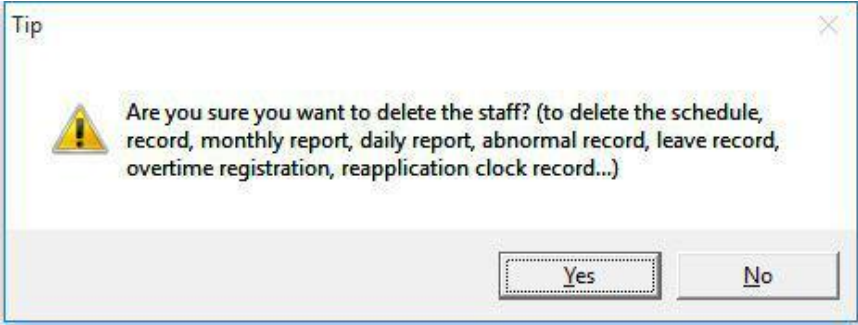 Tip
Are you sure you want to delete the staff? (to delete the schedule,
record, monthly report, daily report, abnormal record, leave record,
overtime registration, reapplication clock record...)
Yes
No